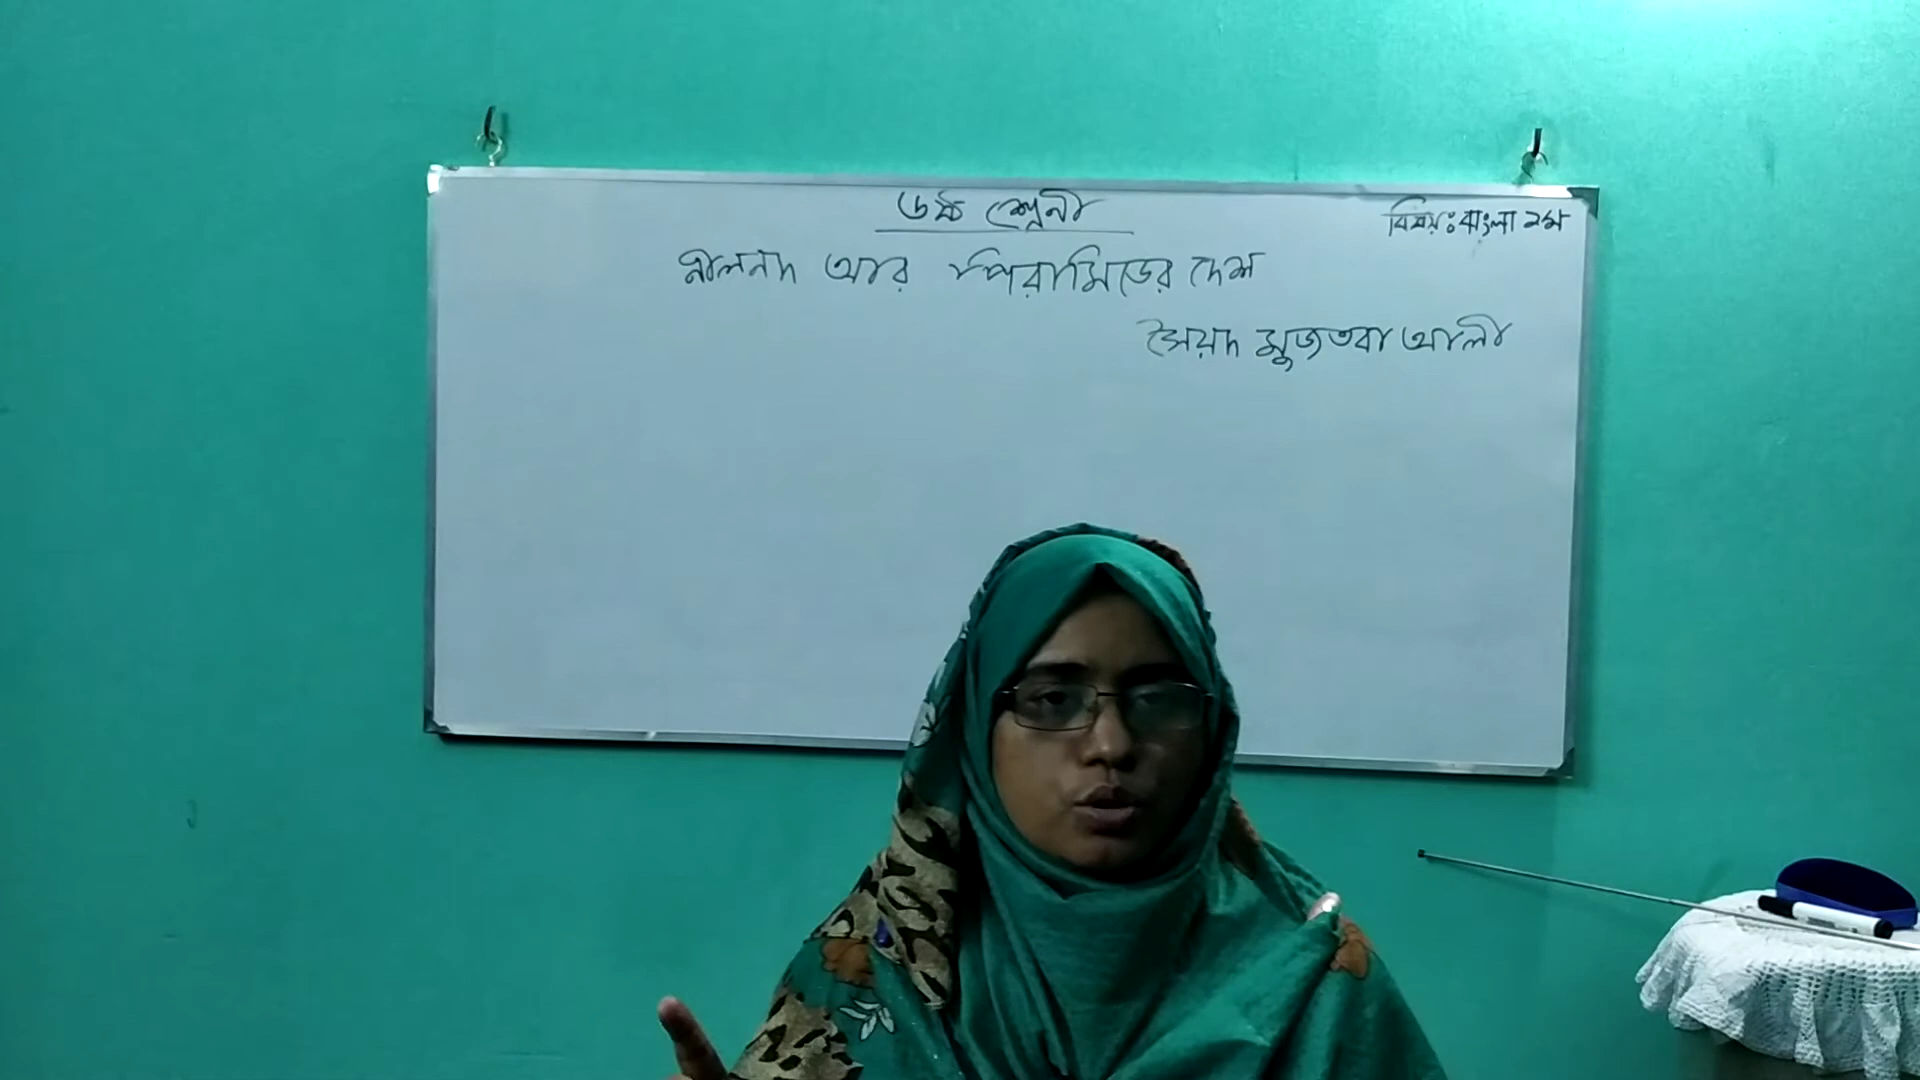 ৬ষ্ঠ শ্রেনী
বিষয়ঃ বাংলা ১ম
নীলনদ আর পিরামিডের দেশ
সৈয়দ মুজতবা আলী